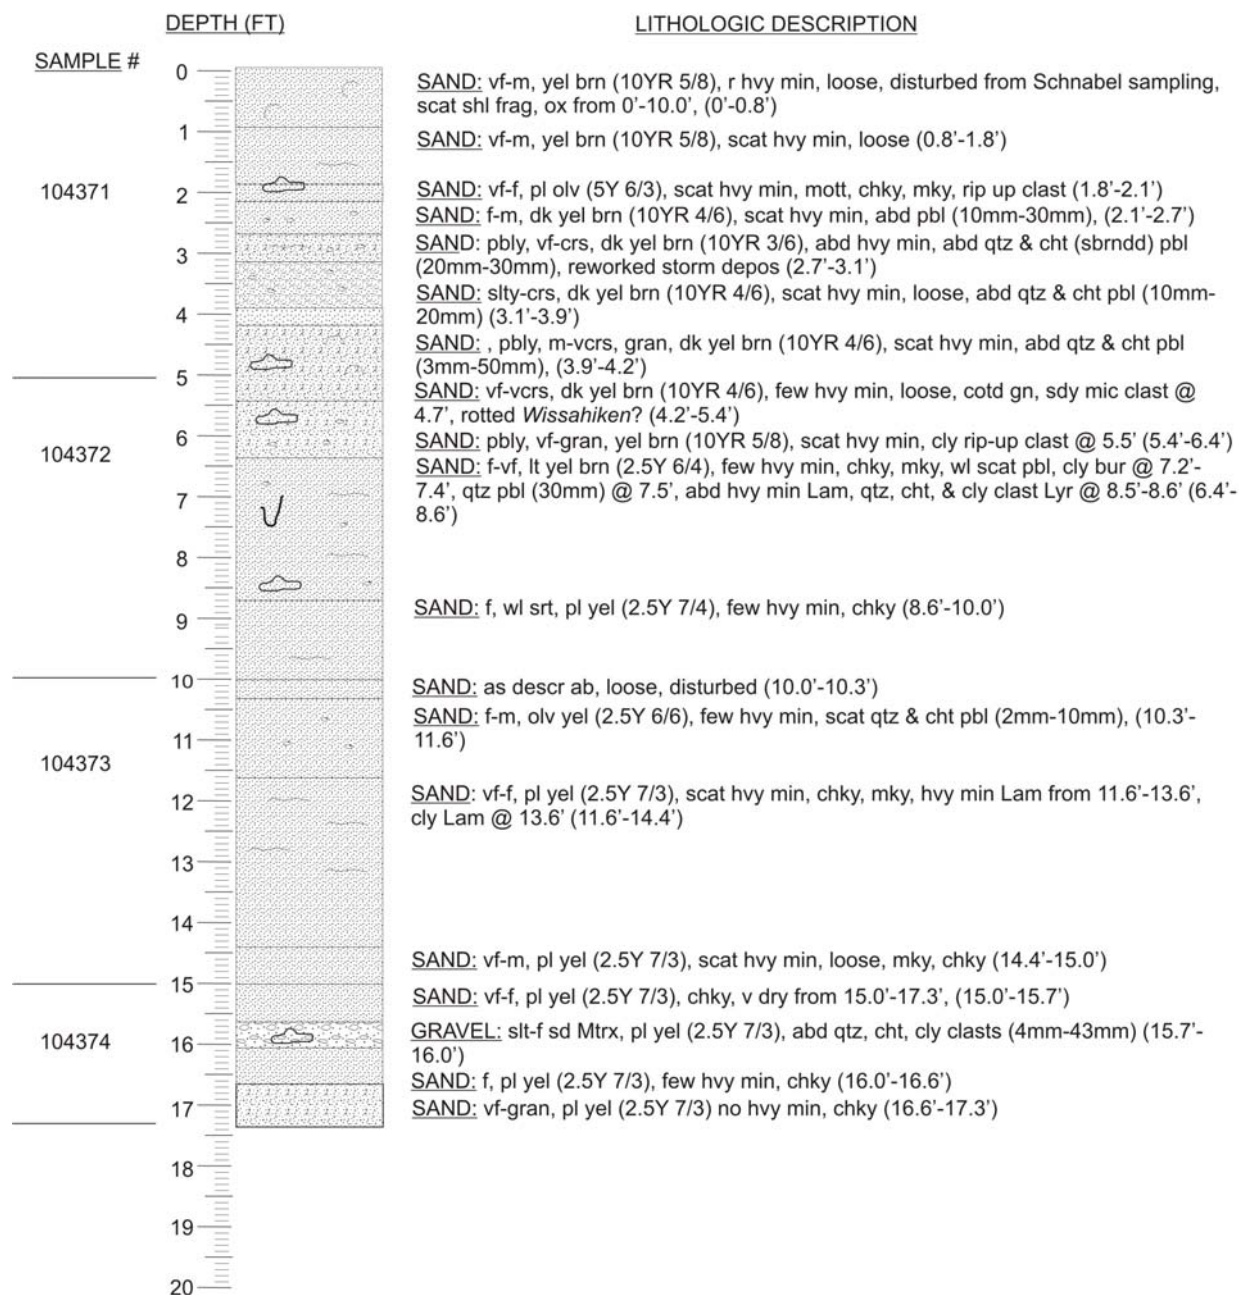 DEPTH (FT)
LITHOLOGIC DESCRIPTION
SAMPLE #
0
SAND: vf-m, yel brn (10YR 5/8), r hvy min, loose, disturbed from Schnabel sampling,
scat shl frag, ox from 0'-10.0', (0'-0.8')
1
SAND: vf-m, yel brn (10YR 5/8), scat hvy min, loose (0.8'-1.8')
104371
2
SAND: vf-f, pl olv (5Y 6/3), scat hvy min, mott, chky, mky, rip up clast (1.8'-2.1')
SAND: f-m, dk yel brn (10YR 4/6), scat hvy min, abd pbl (10mm-30mm), (2.1'-2.7')
3
SAND: pbly, vf-crs, dk yel brn (10YR 3/6), abd hvy min, abd qtz & cht (sbrndd) pbl
(20mm-30mm), reworked storm depos (2.7'-3.1')
SAND: slty-crs, dk yel brn (10YR 4/6), scat hvy min, loose, abd qtz & cht pbl (10mm-
20mm) (3.1'-3.9')
4
SAND: , pbly, m-vcrs, gran, dk yel brn (10YR 4/6), scat hvy min, abd qtz & cht pbl
(3mm-50mm), (3.9'-4.2')
5
SAND: vf-vcrs, dk yel brn (10YR 4/6), few hvy min, loose, cotd gn, sdy mic clast @
4.7', rotted Wissahiken? (4.2'-5.4')
6
SAND: pbly, vf-gran, yel brn (10YR 5/8), scat hvy min, cly rip-up clast @ 5.5' (5.4'-6.4')
104372
SAND: f-vf, lt yel brn (2.5Y 6/4), few hvy min, chky, mky, wl scat pbl, cly bur @ 7.2'-
7.4', qtz pbl (30mm) @ 7.5', abd hvy min Lam, qtz, cht, & cly clast Lyr @ 8.5'-8.6' (6.4'-
8.6')
7
8
SAND: f, wl srt, pl yel (2.5Y 7/4), few hvy min, chky (8.6'-10.0')
9
10
SAND: as descr ab, loose, disturbed (10.0'-10.3')
SAND: f-m, olv yel (2.5Y 6/6), few hvy min, scat qtz & cht pbl (2mm-10mm), (10.3'-
11.6')
11
104373
12
SAND: vf-f, pl yel (2.5Y 7/3), scat hvy min, chky, mky, hvy min Lam from 11.6'-13.6',
cly Lam @ 13.6' (11.6'-14.4')
13
14
SAND: vf-m, pl yel (2.5Y 7/3), scat hvy min, loose, mky, chky (14.4'-15.0')
15
SAND: vf-f, pl yel (2.5Y 7/3), chky, v dry from 15.0'-17.3', (15.0'-15.7')
104374
16
GRAVEL: slt-f sd Mtrx, pl yel (2.5Y 7/3), abd qtz, cht, cly clasts (4mm-43mm) (15.7'-
16.0')
SAND: f, pl yel (2.5Y 7/3), few hvy min, chky (16.0'-16.6')
17
SAND: vf-gran, pl yel (2.5Y 7/3) no hvy min, chky (16.6'-17.3')
18
19
20